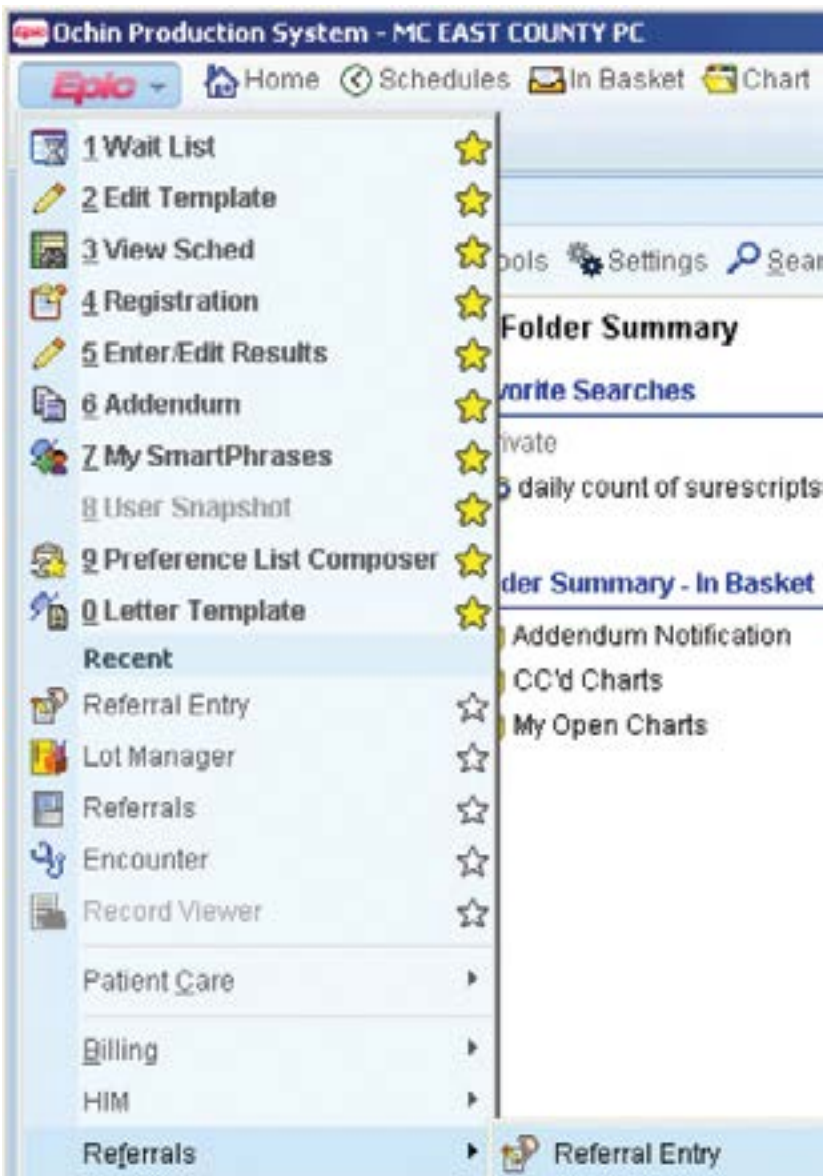 Ochin Production System - MC EAST COUNTY PC
Epic Home Schedules In Basket Chart
1 Wait List
2 Edit Template
3 View Sched
4 Registration
5 Enter/Edit Results
6 Addendum
7 My SmartPhrases
8 User Snapshot
9 Preference List Composer
0 Letter Template
Recent
Referral Entry
Lot Manager
Referrals
Encounter
Record Viewer
Patient Care
Billing
HIM
Referrals
Referral Entry
ools Settings Sear
Folder Summary
vorite Searches
ivate
daily count of surescripts
der Summary - In Basket
Addendum Notification
CC'd Charts
My Open Charts